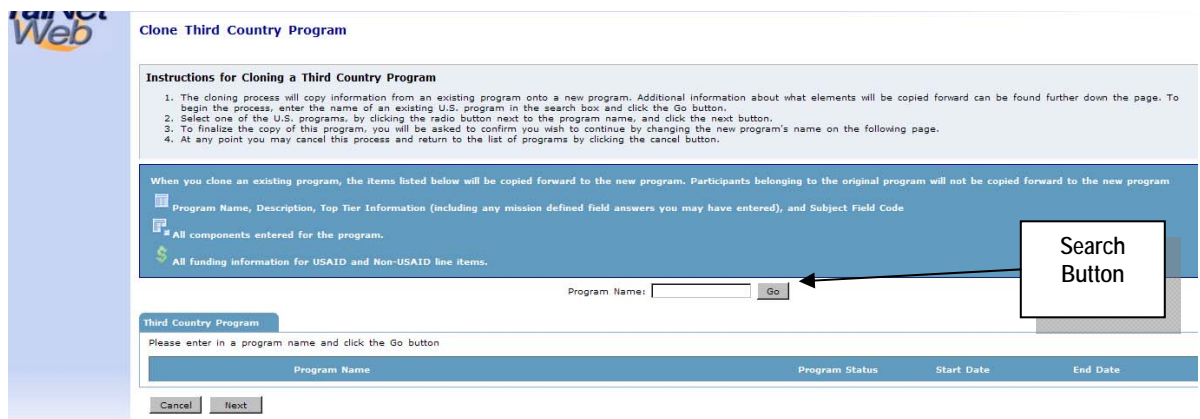 Web
Clone Third Country Program
Instructions for Cloning a Third Country Program
1. The cloning process will copy information from an existing program onto a new program. Additional information about what elements will be copied forward can be found further down the page. To
begin the process, enter the name of an existing U.S. program in the search box and click the Go button.
2. Select one of the U.S. programs, by clicking the radio button next to the program name, and click the next button.
3. To finalize the copy of this program, you will be asked to confirm you wish to continue by changing the new program's name on the following page.
4. At any point you may cancel this process and return to the list of programs by clicking the cancel button.
When you clone an existing program, the items listed below will be copied forward to the new program. Participants belonging to the original program will not be copied forward to the new program
Program Name, Description, Top Tier Information (including any mission defined field answers you may have entered), and Subject Field Code
All components entered for the program.
All funding information for USAID and Non-USAID line items.
Search
Button
Program Name: Go
Third Country Program
Please enter in a program name and click the Go button
Program Name Program Status Start Date End Date
Cancel Next